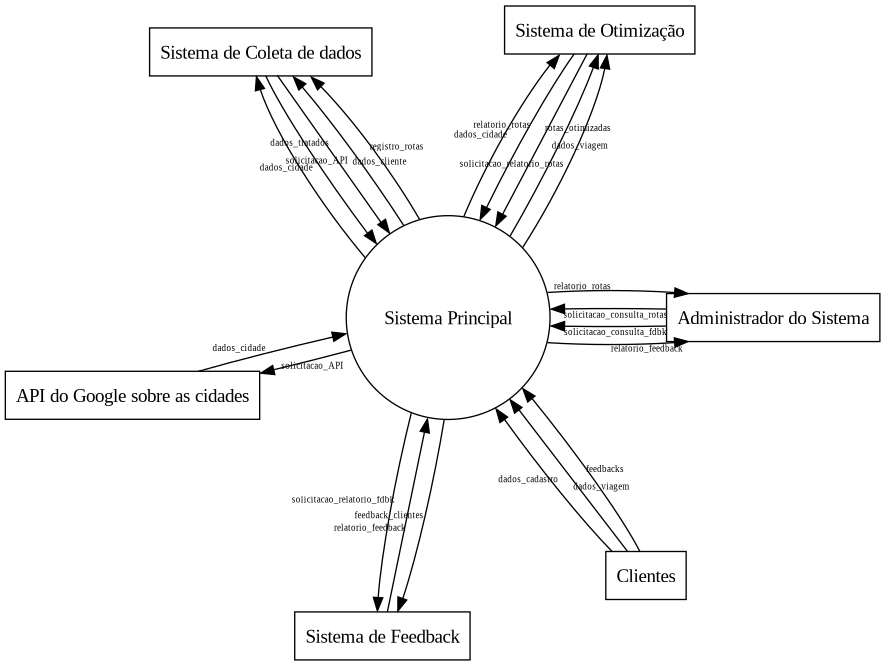 Sistema de Otimização
Sistema de Coleta de dados
relatorio_rotas
dados_cidade
rotas_otimizadas
dados_tratados
registro_rotas
dados_viagem
solicitacao_API
dados_cliente
solicitacao_relatorio_rotas
dados_cidade
relatorio_rotas
solicitacao_consulta_rotas
Sistema Principal
Administrador do Sistema
solicitacao_consulta_fdbk
dados_cidade
relatorio_feedback
solicitacao_API
API do Google sobre as cidades
feedbacks
dados_cadastro
dados_viagem
solicitacao_relatorio_fdbk
feedback_clientes
relatorio_feedback
Clientes
Sistema de Feedback